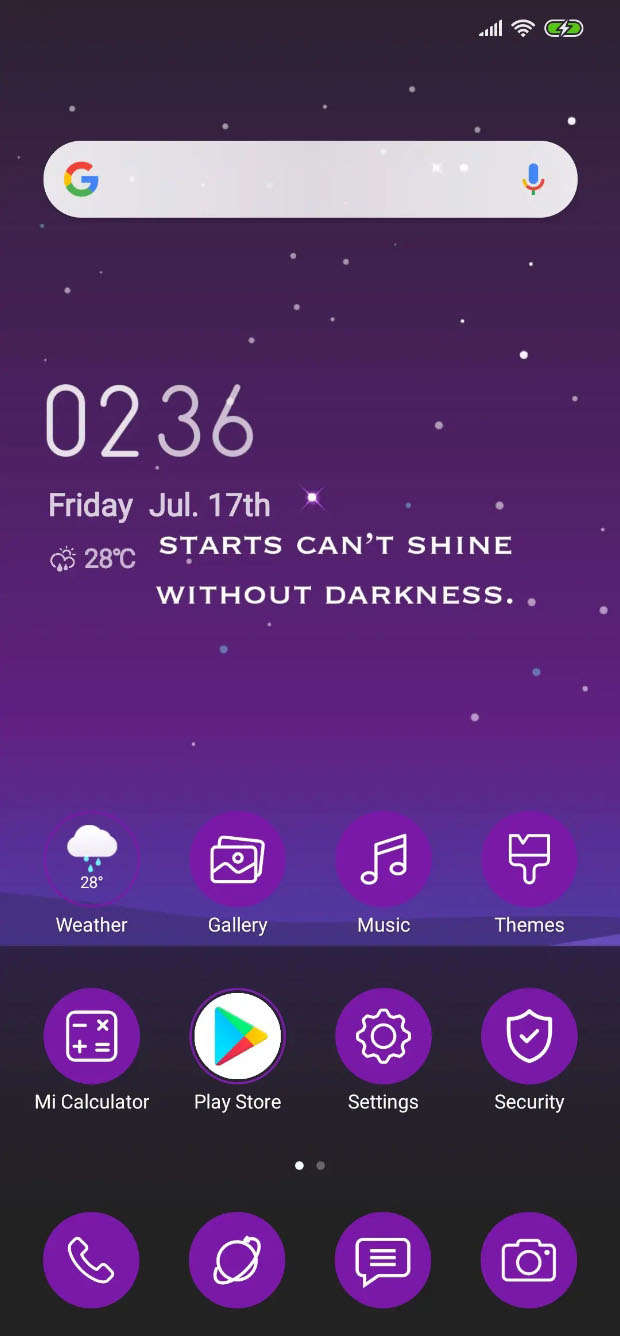 0236
Friday Jul. 17th
28℃
STARTS CAN'T SHINE
WITHOUT DARKNESS.
28°
Weather Gallery Music Themes
Mi Calculator Play Store Settings Security